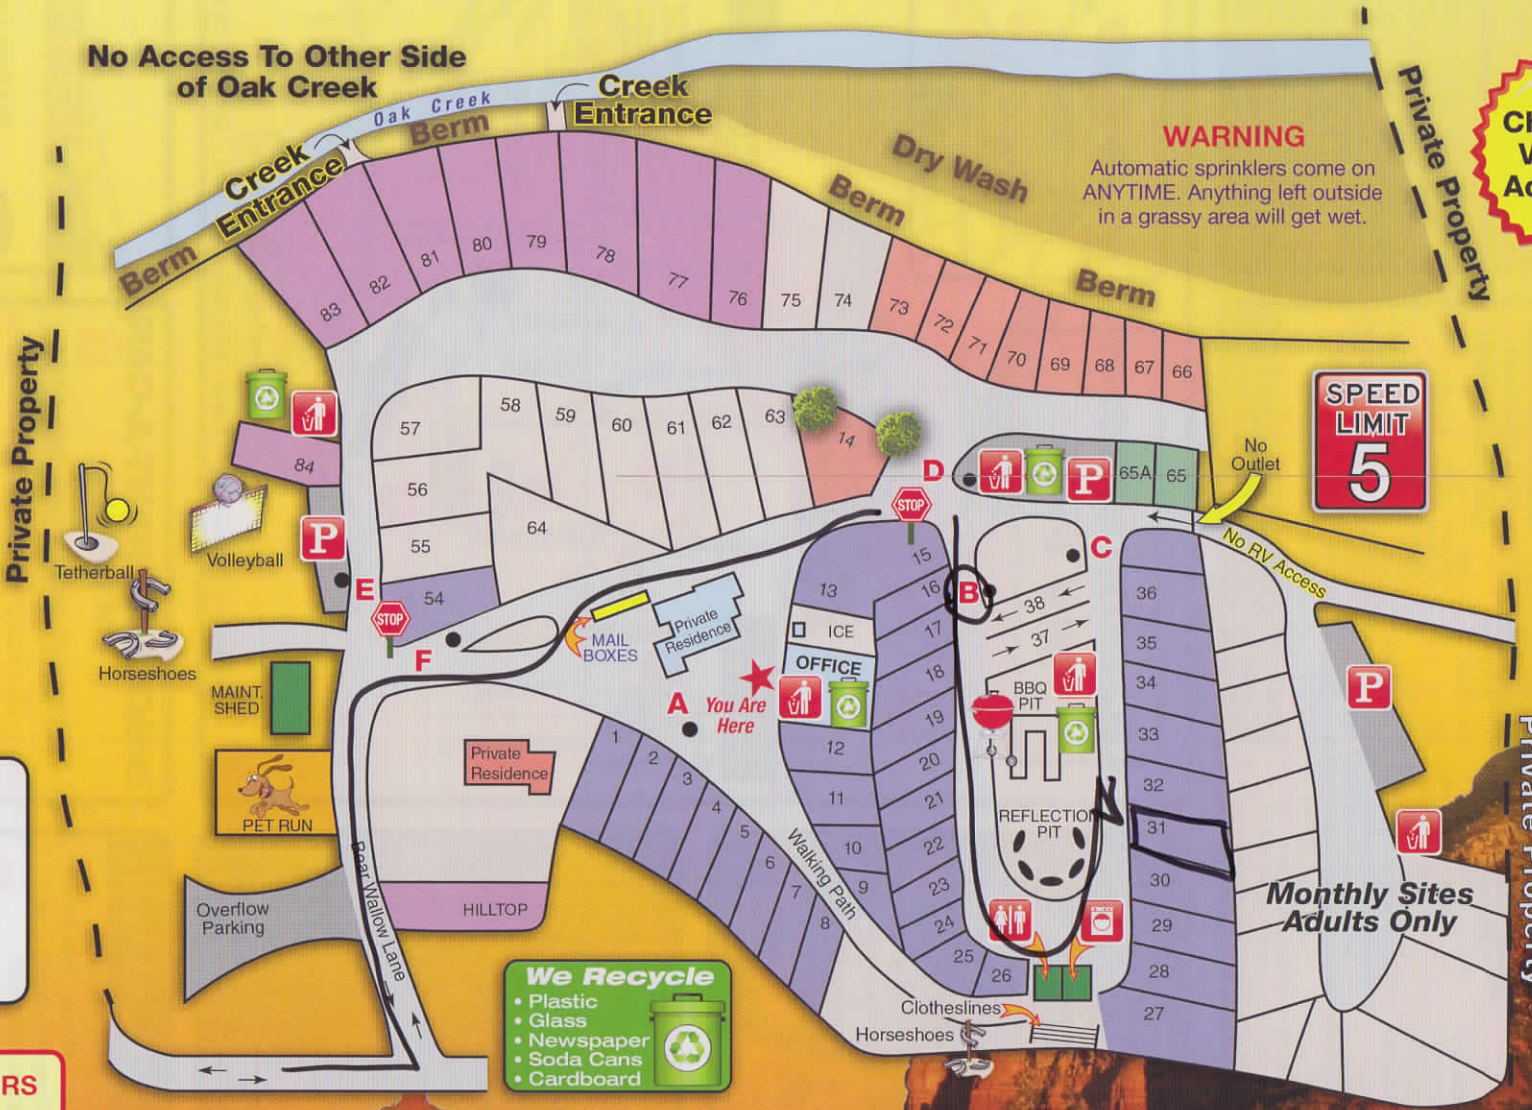 No Access To Other Side
of Oak Creek
Oak Creek
Creek
Entrance
Creek
Entrance
Berm
Berm
Berm
Berm
Dry Wash
WARNING
Automatic sprinklers come on
ANYTIME. Anything left outside
in a grassy area will get wet.
Private Property
Private Property
Private Property
83
82
81
80
79
78
77
76
75
74
73
72
71
70
69
68
67
66
SPEED
LIMIT
5
No
Outlet
No RV Access
57
58
59
60
61
62
63
14
56
55
64
54
84
P
Volleyball
Tetherball
Horseshoes
E
STOP
F
D
STOP
P
65A
65
C
B
38
37
15
16
17
18
19
20
21
22
23
24
25
26
13
ICE
OFFICE
12
11
10
9
MAIL
BOXES
Private
Residence
A
You Are
Here
BBQ
PIT
REFLECTION
PIT
36
35
34
33
32
31
30
29
28
27
P
Monthly Sites
Adults Only
MAINT.
SHED
PET RUN
Private
Residence
1
2
3
4
5
6
7
8
Walking Path
HILLTOP
Overflow
Parking
Bear Wallow Lane
We Recycle
• Plastic
• Glass
• Newspaper
• Soda Cans
• Cardboard
Clotheslines
Horseshoes
RS